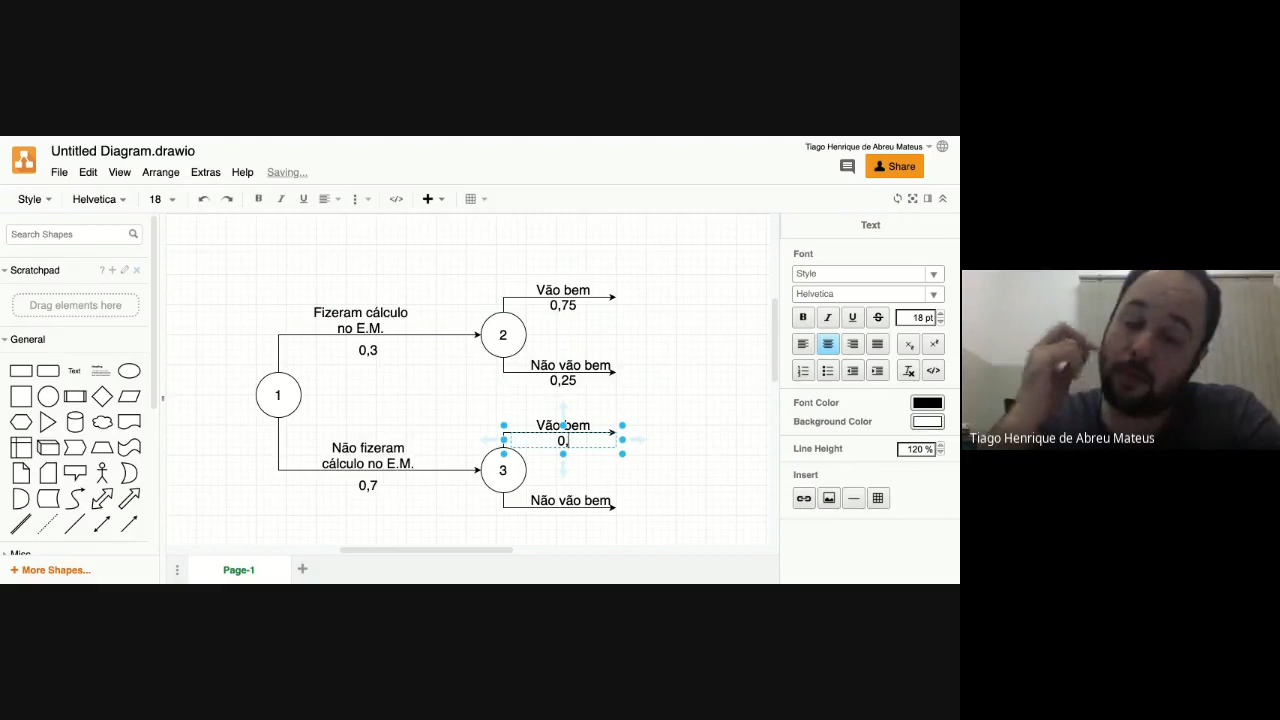 Untitled Diagram.drawio
File Edit View Arrange Extras Help Saving...
Tiago Henrique de Abreu Mateus
Share
Style Helvetica 18 B I U </>
Search Shapes
Scratchpad
Drag elements here
General
Text
Heading
Misc
+ More Shapes...
Fizeram cálculo
no E.M.
0,3
1
Não fizeram
cálculo no E.M.
0,7
2
Vão bem
0,75
Não vão bem
0,25
3
Vão bem
0,
Não vão bem
Page-1
Text
Font
Style
Helvetica
B I U S 18 pt
Font Color
Background Color
Line Height 120 %
Insert
Tiago Henrique de Abreu Mateus